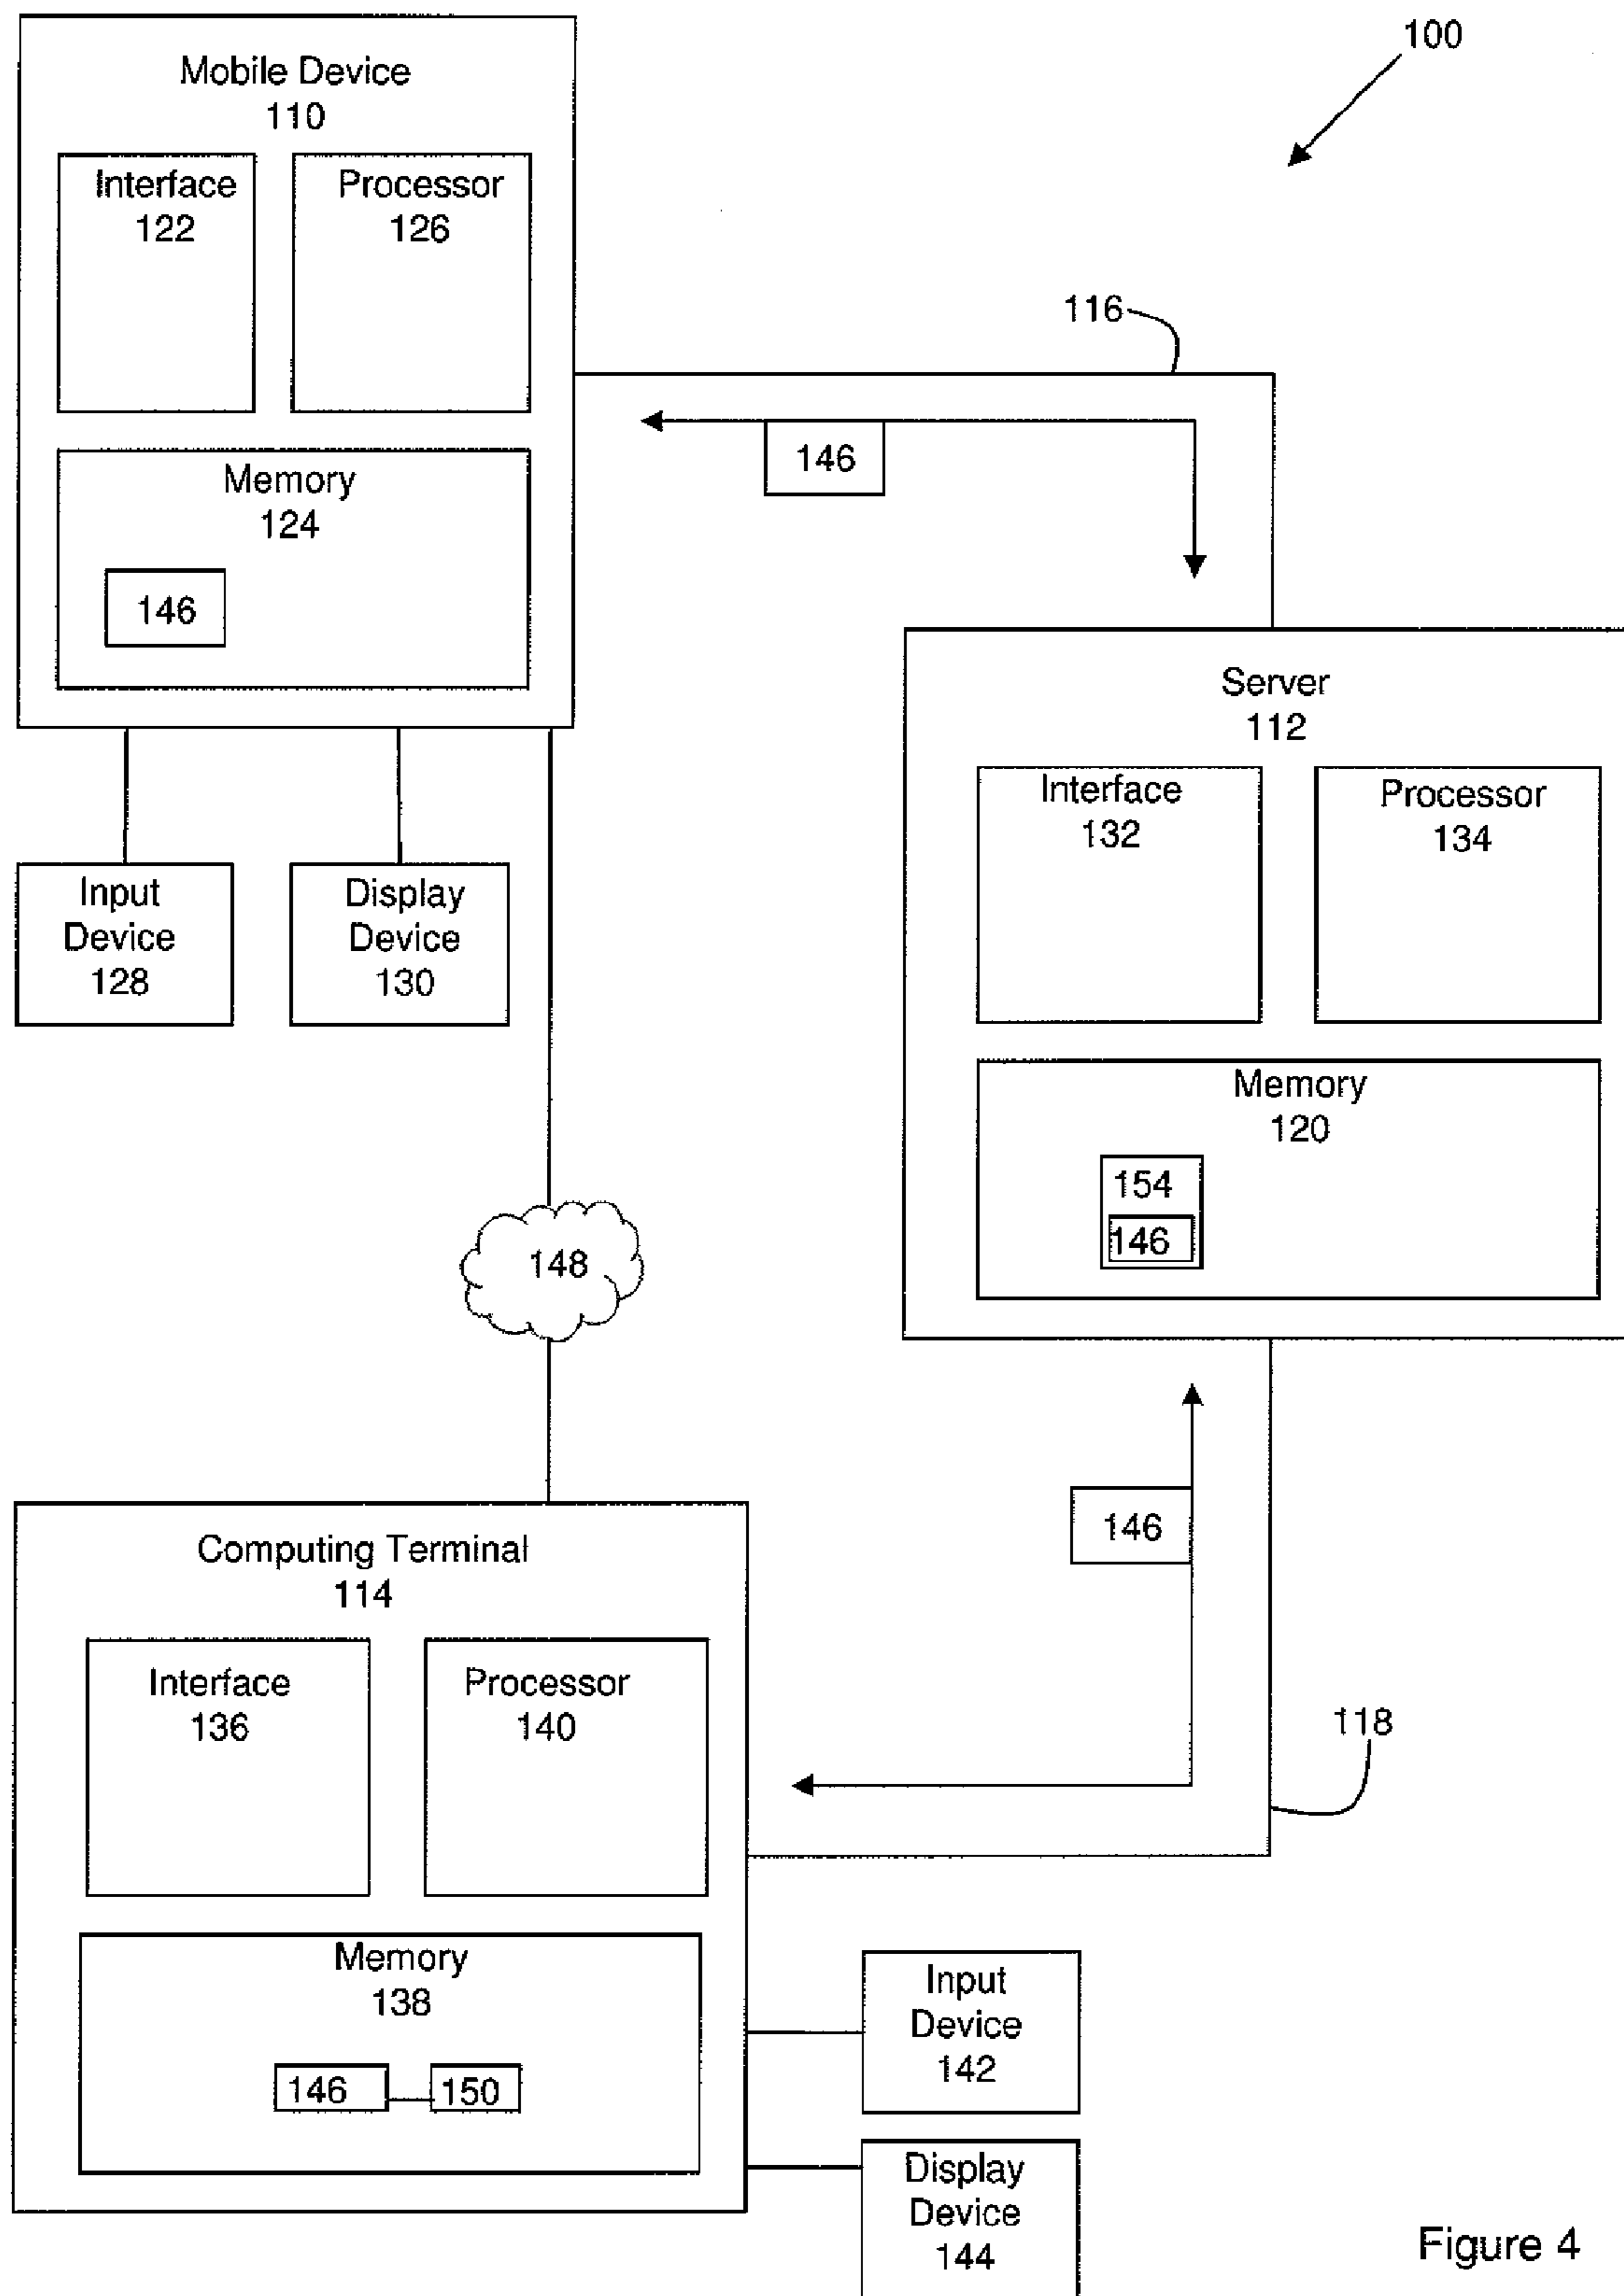 100
Mobile Device
110
Interface
122
Processor
126
116
146
Memory
124
146
Server
112
Interface
132
Processor
134
Input
Device
128
Display
Device
130
Memory
120
154
146
148
146
Computing Terminal
114
Interface
136
Processor
140
118
Memory
138
146
150
Input
Device
142
Display
Device
144
Figure 4